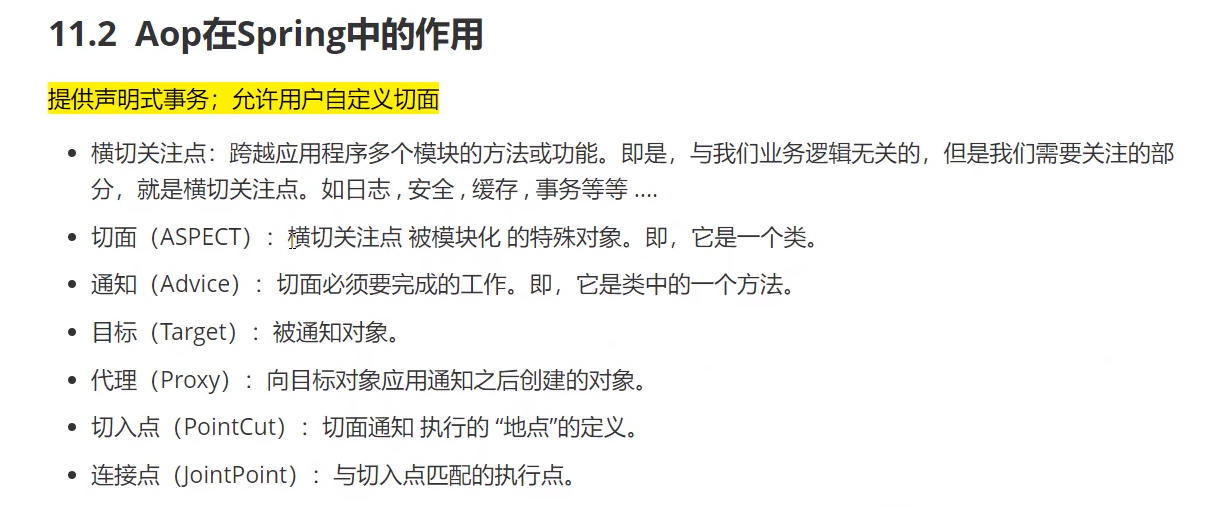 11.2 Aop在Spring中的作用
提供声明式事务；允许用户自定义切面
横切关注点：跨越应用程序多个模块的方法或功能。即是，与我们业务逻辑无关的，但是我们需要关注的部
分，就是横切关注点。如日志 , 安全 , 缓存 , 事务等等 ....
切面（ASPECT）：横切关注点 被模块化 的特殊对象。即，它是一个类。
通知（Advice）：切面必须要完成的工作。即，它是类中的一个方法。
目标（Target）：被通知对象。
代理（Proxy）：向目标对象应用通知之后创建的对象。
切入点（PointCut）：切面通知 执行的 “地点”的定义。
连接点（JointPoint）：与切入点匹配的执行点。